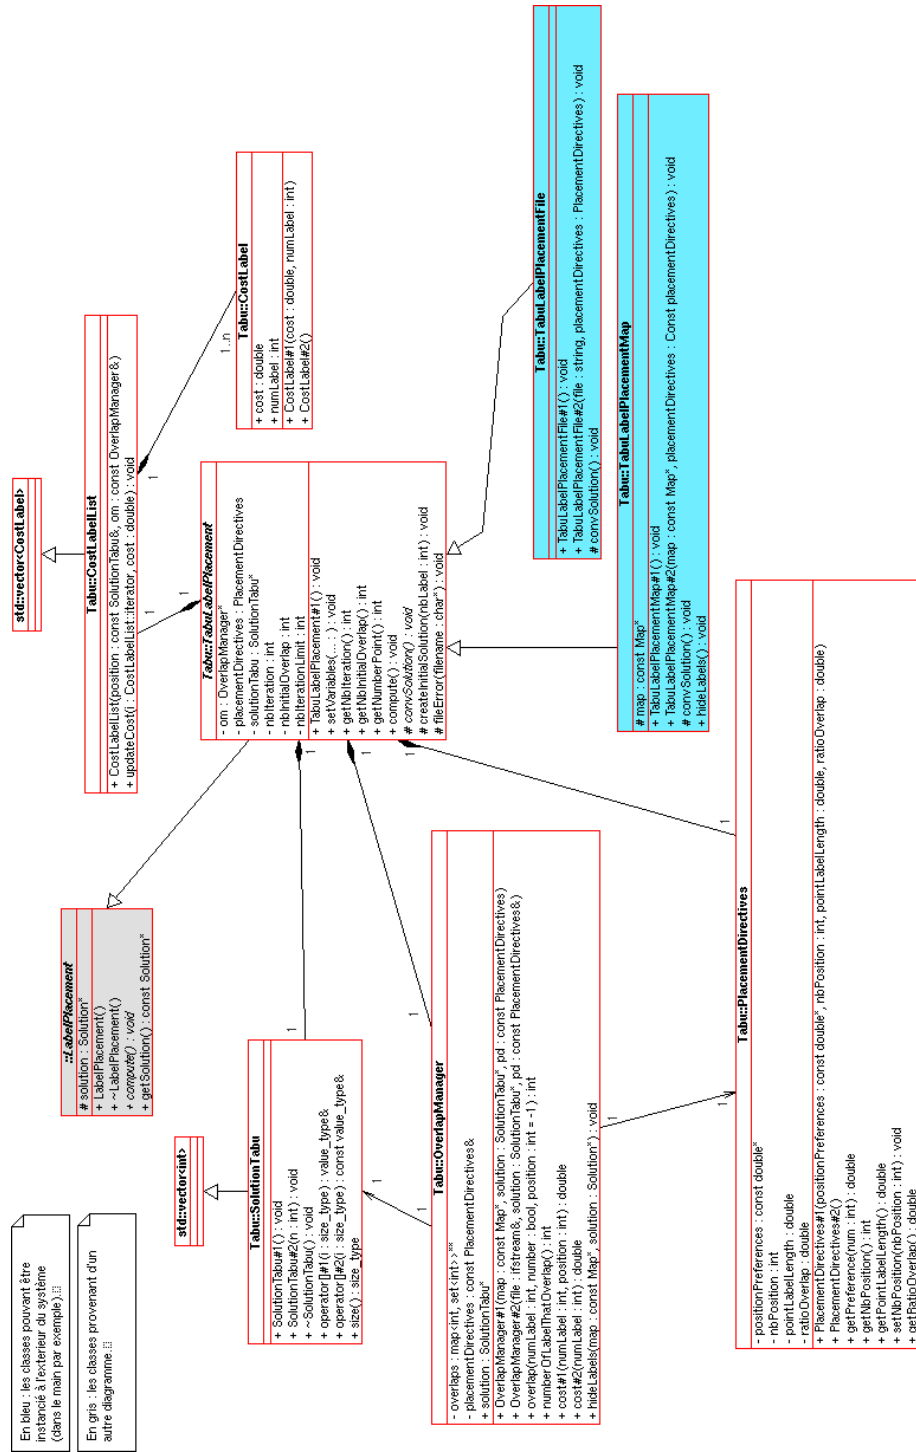 En bleu : les classes pouvant être
instancié à l'exterieur du système
(dans le main par exemple).
En gris : les classes provenant d'un
autre diagramme.
::LabelPlacement
# solution : Solution*
+ LabelPlacement()
+ ~LabelPlacement()
+ compute() : void
+ getSolution() : const Solution*
std::vector<CostLabel>
Tabu::CostLabelList
+ CostLabelList(position : const SolutionTabu&, om : const OverlapManager&)
+ updateCost(i : CostLabelList::iterator, cost : double) : void
1
1
1
1..n
Tabu::CostLabel
+ cost : double
+ numLabel : int
+ CostLabel#1(cost : double, numLabel : int)
+ CostLabel#2()
std::vector<int>
Tabu::SolutionTabu
+ SolutionTabu#1() : void
+ SolutionTabu#2(n : int) : void
+ ~SolutionTabu() : void
+ operator[]#1(i : size_type) : value_type&
+ operator[]#2(i : size_type) : const value_type&
+ size() : size_type
1
1
1
Tabu::TabuLabelPlacement
- om : OverlapManager*
- placementDirectives : PlacementDirectives
- solutionTabu : SolutionTabu*
- nbIteration : int
- nbInitialOverlap : int
- nbIterationLimit : int
+ TabuLabelPlacement#1() : void
+ setVariables(... : ) : void
+ getNbIteration() : int
+ getNbInitialOverlap() : int
+ getNumberPoint() : int
+ compute() : void
# convSolution() : void
# createInitialSolution(nbLabel : int) : void
# fileError(filename : char*) : void
1
1
1
Tabu::OverlapManager
- overlaps : map<int, set<int> >**
- placementDirectives : const PlacementDirectives&
+ solution : SolutionTabu*
+ OverlapManager#1(map : const Map*, solution : SolutionTabu*, pd : const PlacementDirectives)
+ OverlapManager#2(file : ifstream&, solution : SolutionTabu*, pd : const PlacementDirectives&)
+ overlap(numLabel : int, number : bool, position : int = -1) : int
+ numberOfLabelThatOverlap() : int
+ cost#1(numLabel : int, position : int) : double
+ cost#2(numLabel : int) : double
+ hideLabels(map : const Map*, solution : Solution*) : void
1
1
1
1
Tabu::TabuLabelPlacementFile
+ TabuLabelPlacementFile#1() : void
+ TabuLabelPlacementFile#2(file : string, placementDirectives : PlacementDirectives) : void
# convSolution() : void
Tabu::TabuLabelPlacementMap
# map : const Map*
+ TabuLabelPlacementMap#1() : void
+ TabuLabelPlacementMap#2(map : const Map*, placementDirectives : Const placementDirectives) : void
# convSolution() : void
+ hideLabels() : void
Tabu::PlacementDirectives
- positionPreferences : const double*
- nbPosition : int
- pointLabelLength : double
- ratioOverlap : double
+ PlacementDirectives#1(positionPreferences : const double*, nbPosition : int, pointLabelLength : double, ratioOverlap : double)
+ PlacementDirectives#2()
+ getPreference(num : int) : double
+ getNbPosition() : int
+ getPointLabelLength() : double
+ setNbPosition(nbPosition : int) : void
+ getRatioOverlap() : double